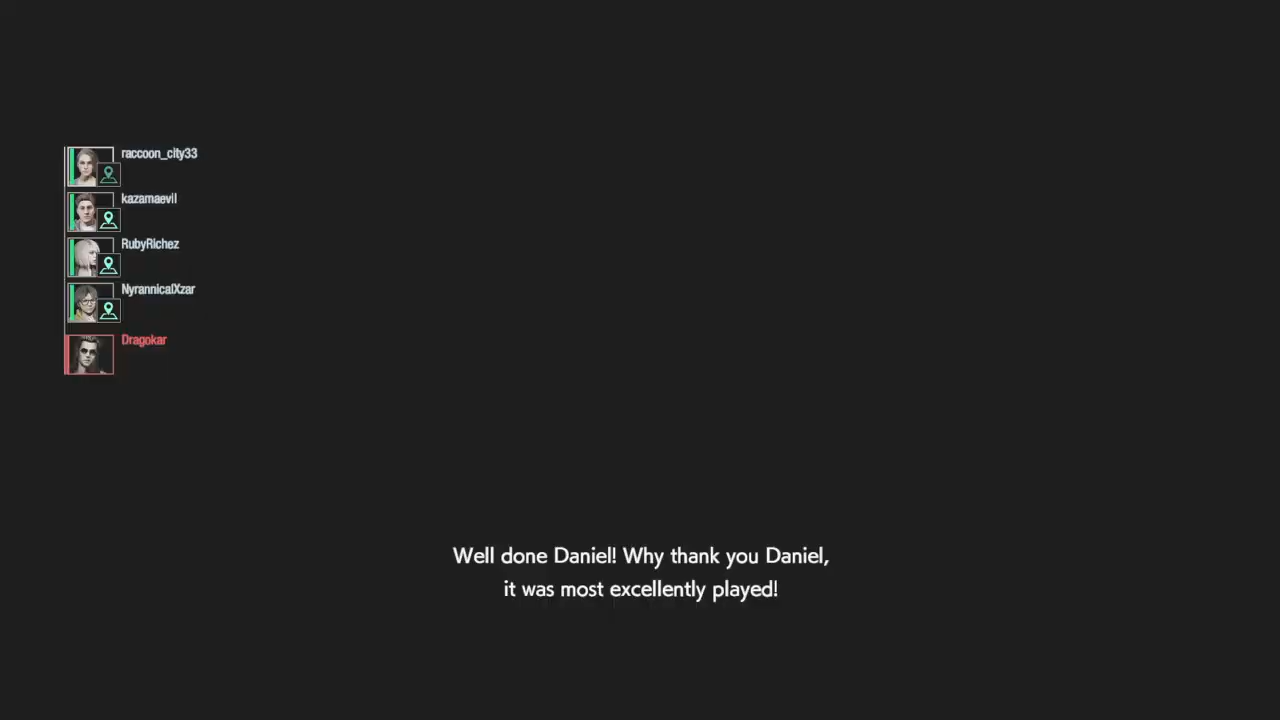 raccoon_city33
kazamaevil
RubyRichez
NyrannicalXzar
Dragokar
Well done Daniel! Why thank you Daniel,
it was most excellently played!